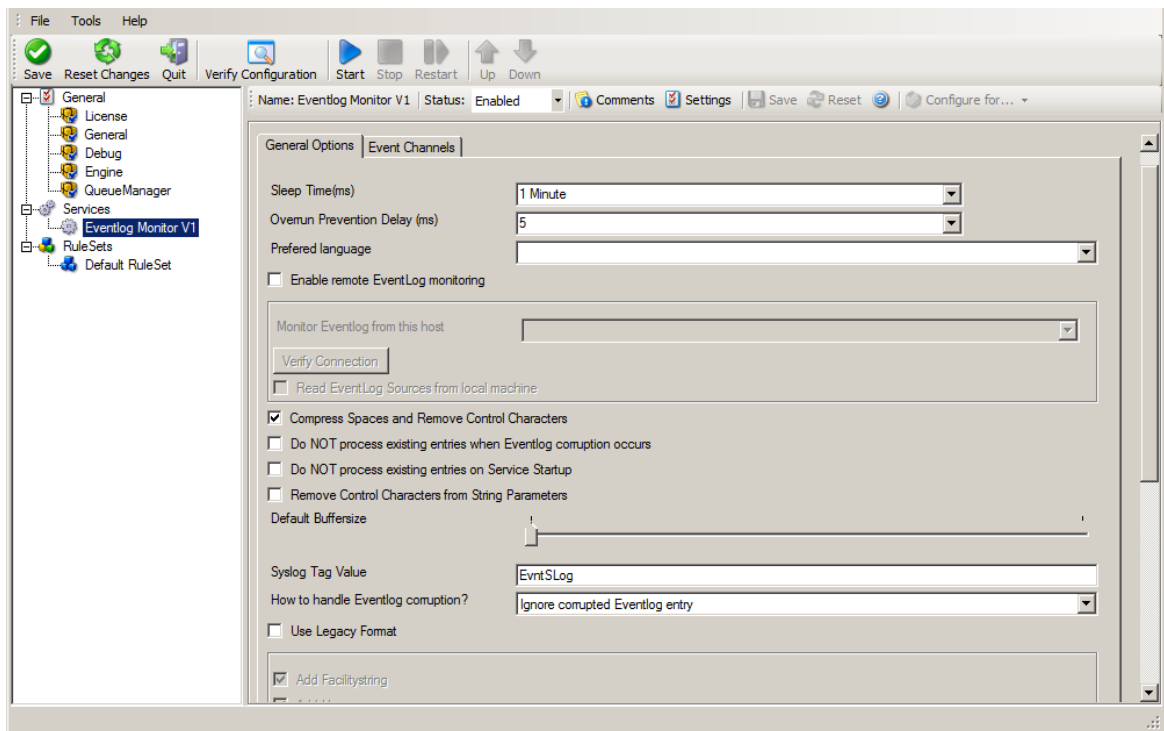 File Tools Help
Save Reset Changes Quit Verify Configuration Start Stop Restart Up Down
General
License
General
Debug
Engine
QueueManager
Services
Eventlog Monitor V1
RuleSets
Default RuleSet
Name: Eventlog Monitor V1 Status: Enabled Comments Settings Save Reset Configure for...
General Options Event Channels
Sleep Time(ms) 1 Minute
Overrun Prevention Delay (ms) 5
Prefered language
Enable remote EventLog monitoring
Monitor Eventlog from this host
Verify Connection
Read EventLog Sources from local machine
Compress Spaces and Remove Control Characters
Do NOT process existing entries when Eventlog corruption occurs
Do NOT process existing entries on Service Startup
Remove Control Characters from String Parameters
Default Buffersize
Syslog Tag Value EvntSLog
How to handle Eventlog corruption? Ignore corrupted Eventlog entry
Use Legacy Format
Add Facilitystring